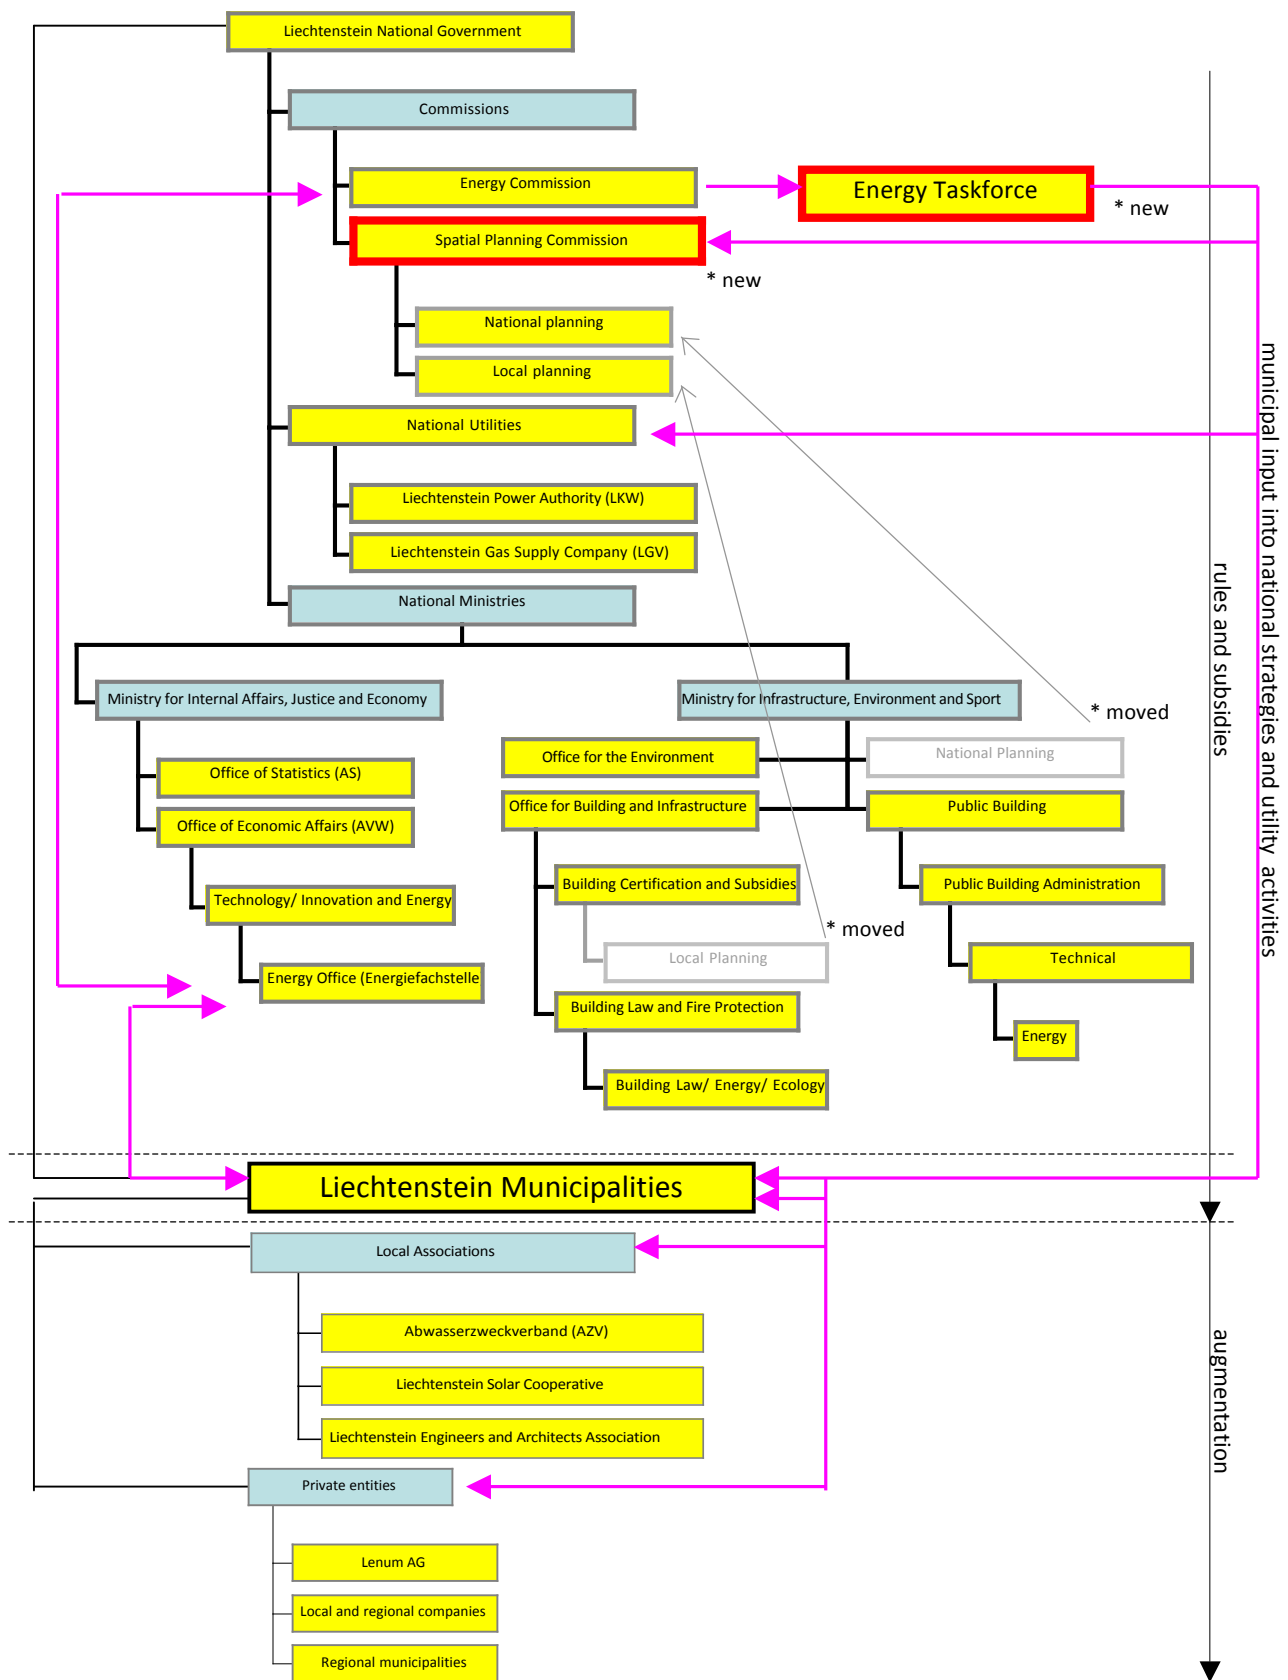 Liechtenstein National Government
Commissions
Energy Commission
Energy Taskforce
* new
Spatial Planning Commission
* new
National planning
Local planning
National Utilities
Liechtenstein Power Authority (LKW)
Liechtenstein Gas Supply Company (LGV)
National Ministries
Ministry for Internal Affairs, Justice and Economy
Ministry for Infrastructure, Environment and Sport
* moved
Office of Statistics (AS)
Office for the Environment
National Planning
Office of Economic Affairs (AVW)
Office for Building and Infrastructure
Public Building
Technology/ Innovation and Energy
Building Certification and Subsidies
Public Building Administration
* moved
Energy Office (Energiefachstelle
Local Planning
Technical
Building Law and Fire Protection
Energy
Building Law/ Energy/ Ecology
rules and subsidies
municipal input into national strategies and utility activities
Liechtenstein Municipalities
Local Associations
Abwasserzweckverband (AZV)
Liechtenstein Solar Cooperative
Liechtenstein Engineers and Architects Association
augmentation
Private entities
Lenum AG
Local and regional companies
Regional municipalities